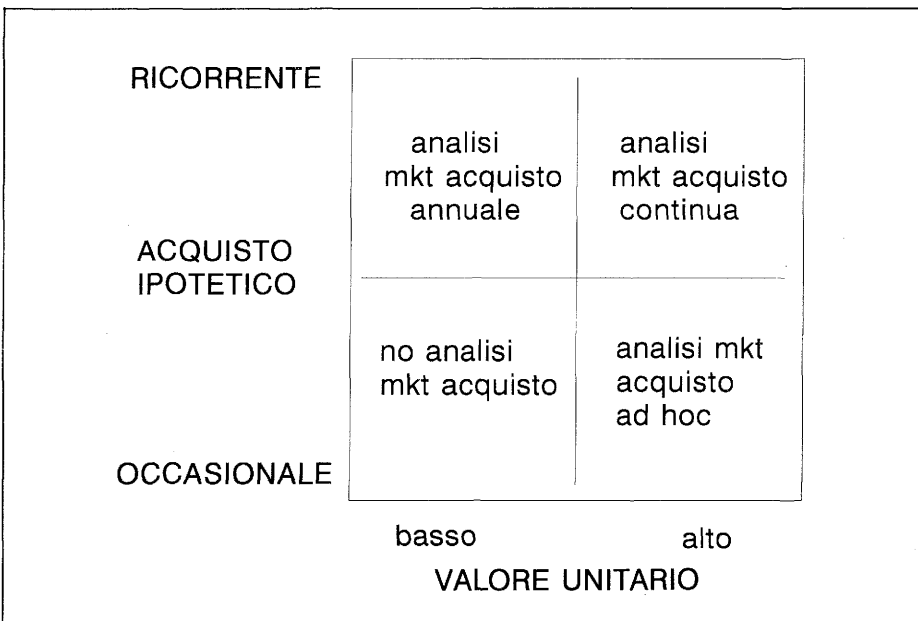 RICORRENTE
analisi
mkt acquisto
annuale
analisi
mkt acquisto
continua
ACQUISTO
IPOTETICO
no analisi
mkt acquisto
analisi mkt
acquisto
ad hoc
OCCASIONALE
basso
alto
VALORE UNITARIO